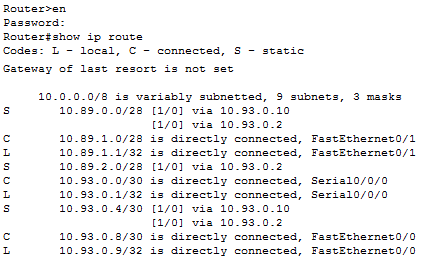 Router>en
Password:
Router#show ip route
Codes: L - local, C - connected, S - static
Gateway of last resort is not set
10.0.0.0/8 is variably subnetted, 9 subnets, 3 masks
S 10.89.0.0/28 [1/0] via 10.93.0.10
[1/0] via 10.93.0.2
C 10.89.1.0/28 is directly connected, FastEthernet0/1
L 10.89.1.1/32 is directly connected, FastEthernet0/1
S 10.89.2.0/28 [1/0] via 10.93.0.2
C 10.93.0.0/30 is directly connected, Serial0/0/0
L 10.93.0.1/32 is directly connected, Serial0/0/0
S 10.93.0.4/30 [1/0] via 10.93.0.10
[1/0] via 10.93.0.2
C 10.93.0.8/30 is directly connected, FastEthernet0/0
L 10.93.0.9/32 is directly connected, FastEthernet0/0